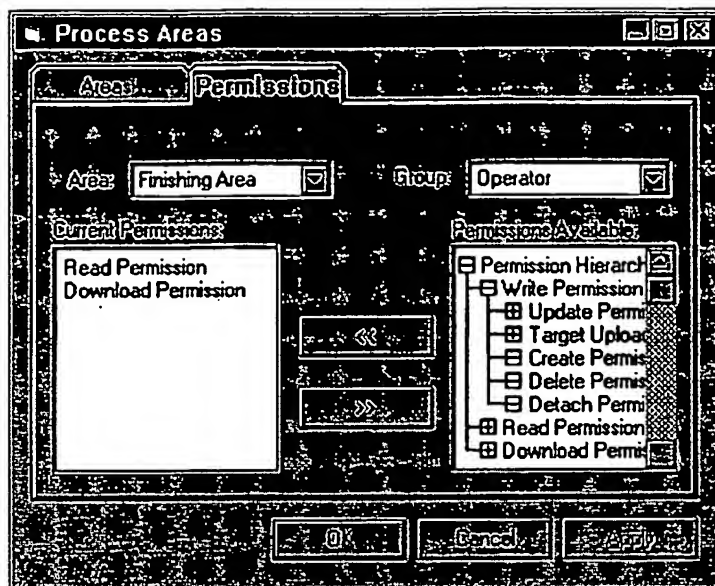 Process Areas
Areas Permissions
Area: Finishing Area Group: Operator
Current Permissions: Permissions Available:
Read Permission
Download Permission
Permission Hierarch
Write Permission
Update Permi
Target Upload
Create Permis
Delete Permis
Detach Permi
Read Permission
Download Permis
<<
>>
Ok Cancel Apply